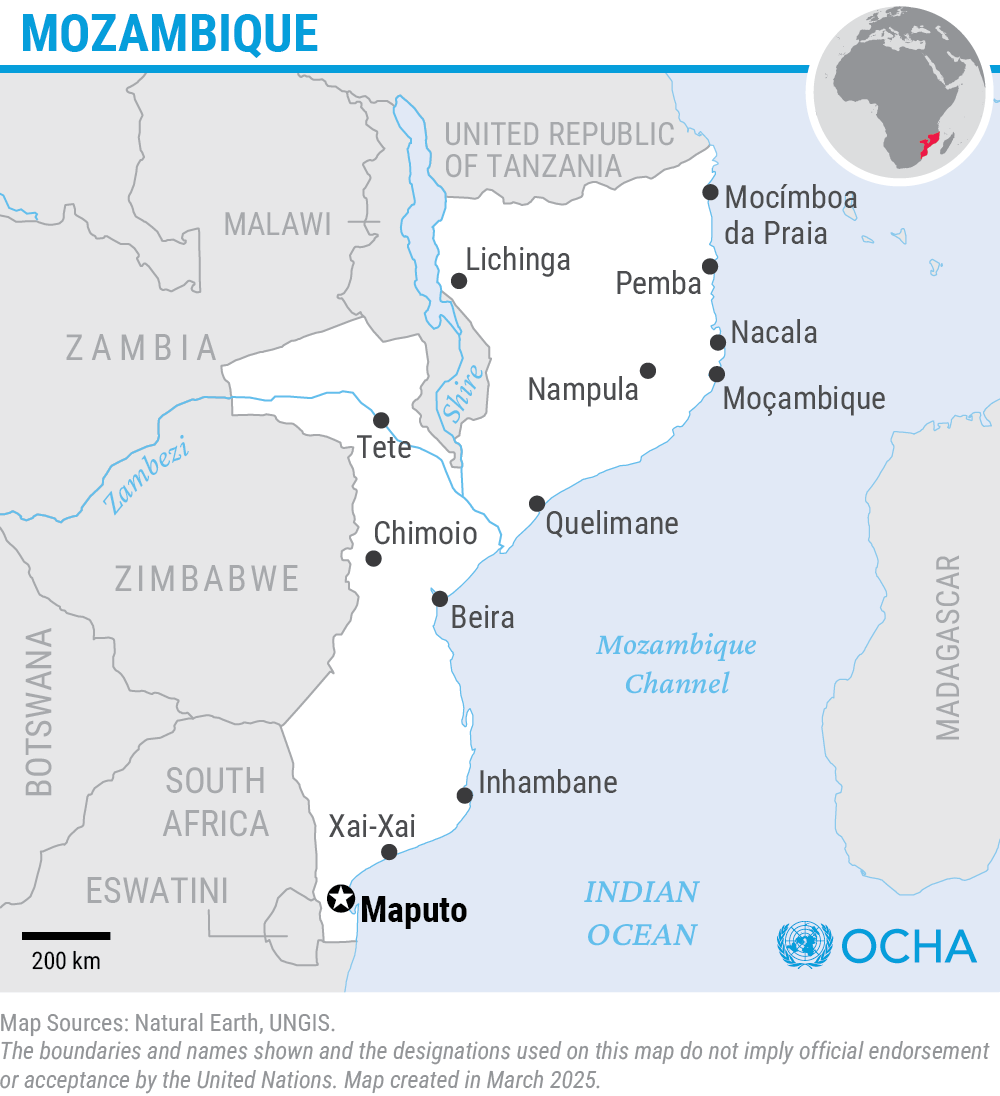 MOZAMBIQUE
UNITED REPUBLIC
OF TANZANIA
MALAWI
Mocímboa
da Praia
Lichinga
Pemba
ZAMBIA
Nacala
Nampula
Moçambique
Shire
Tete
Zambezi
Quelimane
Chimoio
ZIMBABWE
Beira
Mozambique
Channel
BOTSWANA
MADAGASCAR
SOUTH
AFRICA
Inhambane
Xai-Xai
ESWATINI
Maputo
INDIAN
OCEAN
OCHA
200 km
Map Sources: Natural Earth, UNGIS.
The boundaries and names shown and the designations used on this map do not imply official endorsement
or acceptance by the United Nations. Map created in March 2025.